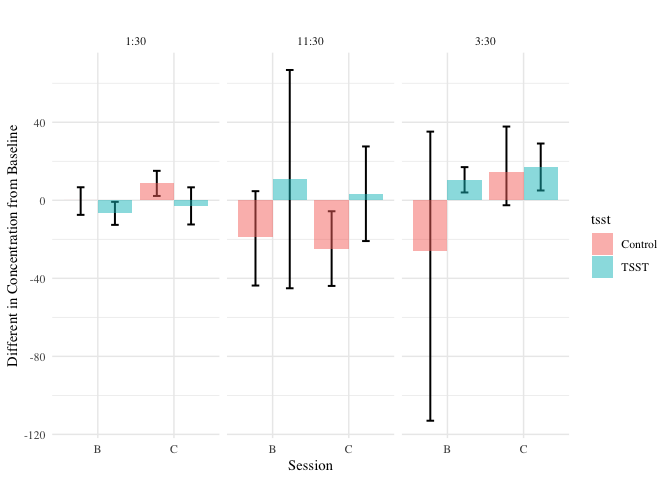 1:30 11:30 3:30
Different in Concentration from Baseline
40
0
-40
-80
-120
B C B C B C
Session
tsst
Control
TSST